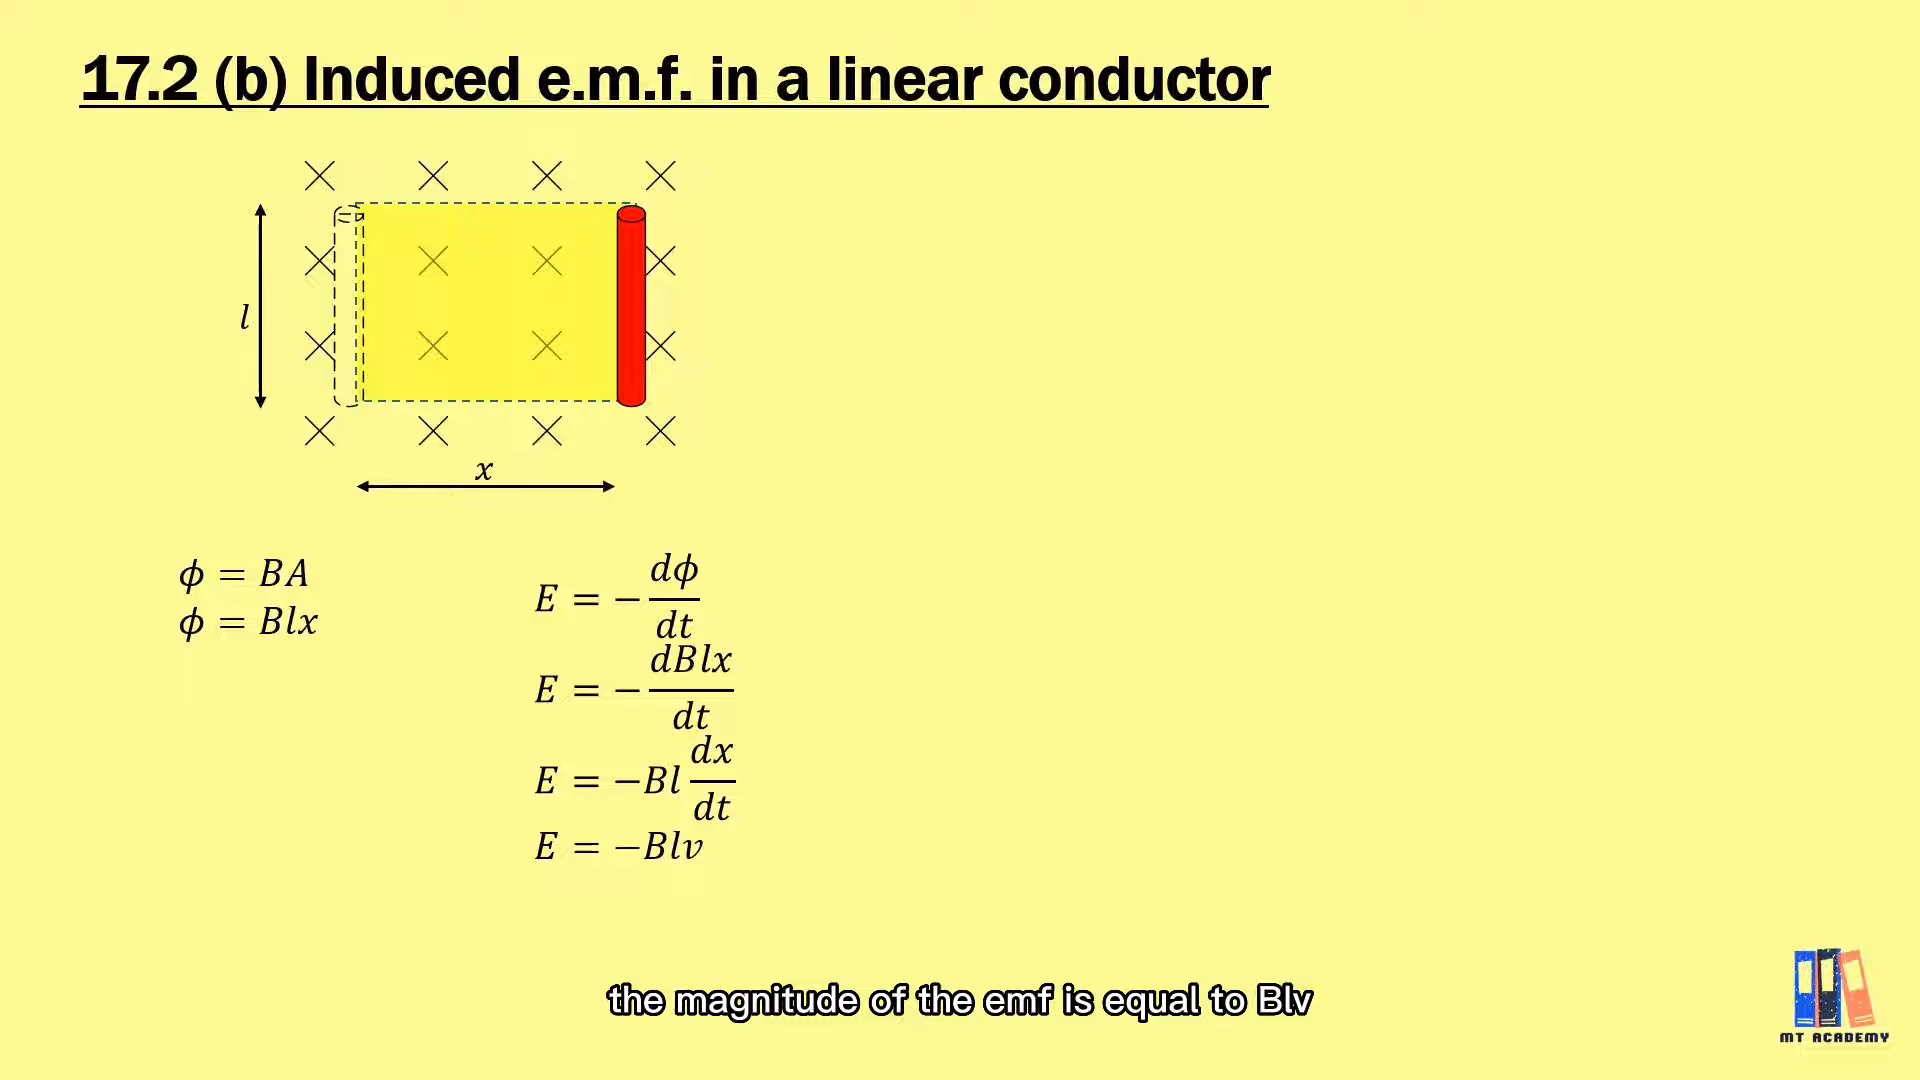 17.2 (b) Induced e.m.f. in a linear conductor
l
x
ϕ = BA
ϕ = Blx
E = − dϕ/dt
E = − dBlx/dt
E = −Bl dx/dt
E = −Blv
the magnitude of the emf is equal to Blv
MT ACADEMY